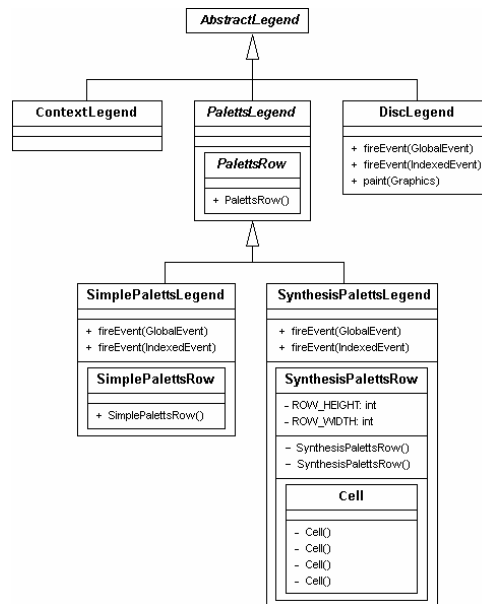 AbstractLegend
ContextLegend
PalettsLegend
PalettsRow
+ PalettsRow()
DiscLegend
+ fireEvent(GlobalEvent)
+ fireEvent(IndexedEvent)
+ paint(Graphics)
SimplePalettsLegend
+ fireEvent(GlobalEvent)
+ fireEvent(IndexedEvent)
SimplePalettsRow
+ SimplePalettsRow()
SynthesisPalettsLegend
+ fireEvent(GlobalEvent)
+ fireEvent(IndexedEvent)
SynthesisPalettsRow
- ROW_HEIGHT: int
- ROW_WIDTH: int
- SynthesisPalettsRow()
- SynthesisPalettsRow()
Cell
- Cell()
- Cell()
- Cell()
- Cell()